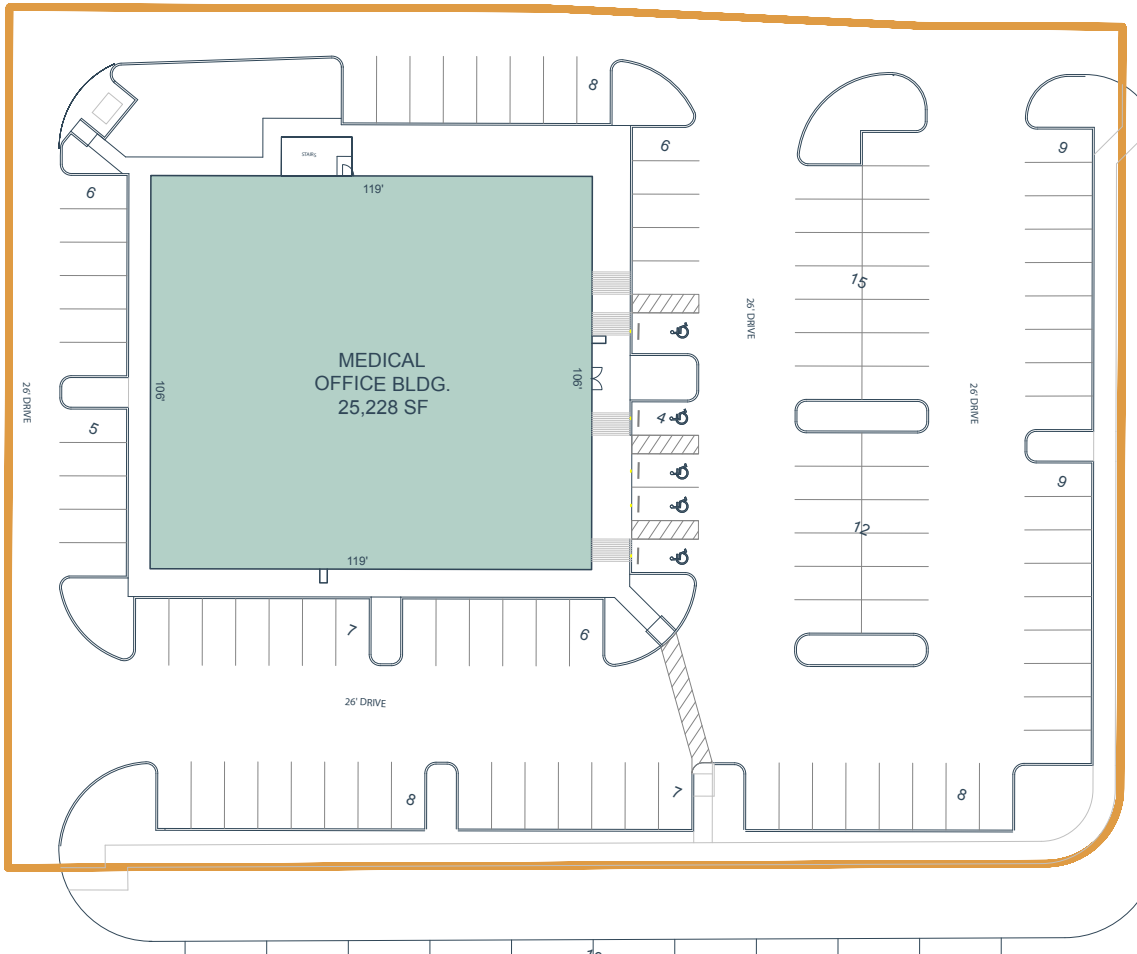 8
6
9
STAIRS
119'
6
15
26' DRIVE
MEDICAL
OFFICE BLDG.
25,228 SF
106'
106'
26' DRIVE
26' DRIVE
4
5
9
12
119'
7
6
26' DRIVE
8
7
8